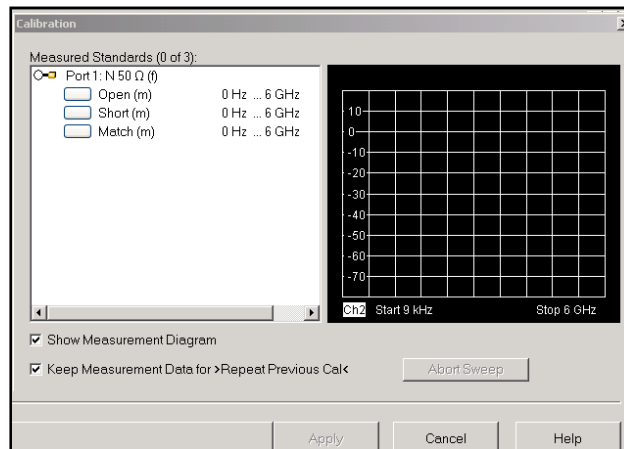 Calibration
Measured Standards (0 of 3):
Port 1: N 50 Ω (f)
Open (m) 0 Hz ... 6 GHz
Short (m) 0 Hz ... 6 GHz
Match (m) 0 Hz ... 6 GHz
10
0
-10
-20
-30
-40
-50
-60
-70
Ch2 Start 9 kHz Stop 6 GHz
Show Measurement Diagram
Keep Measurement Data for >Repeat Previous Cal<
Abort Sweep
Apply Cancel Help